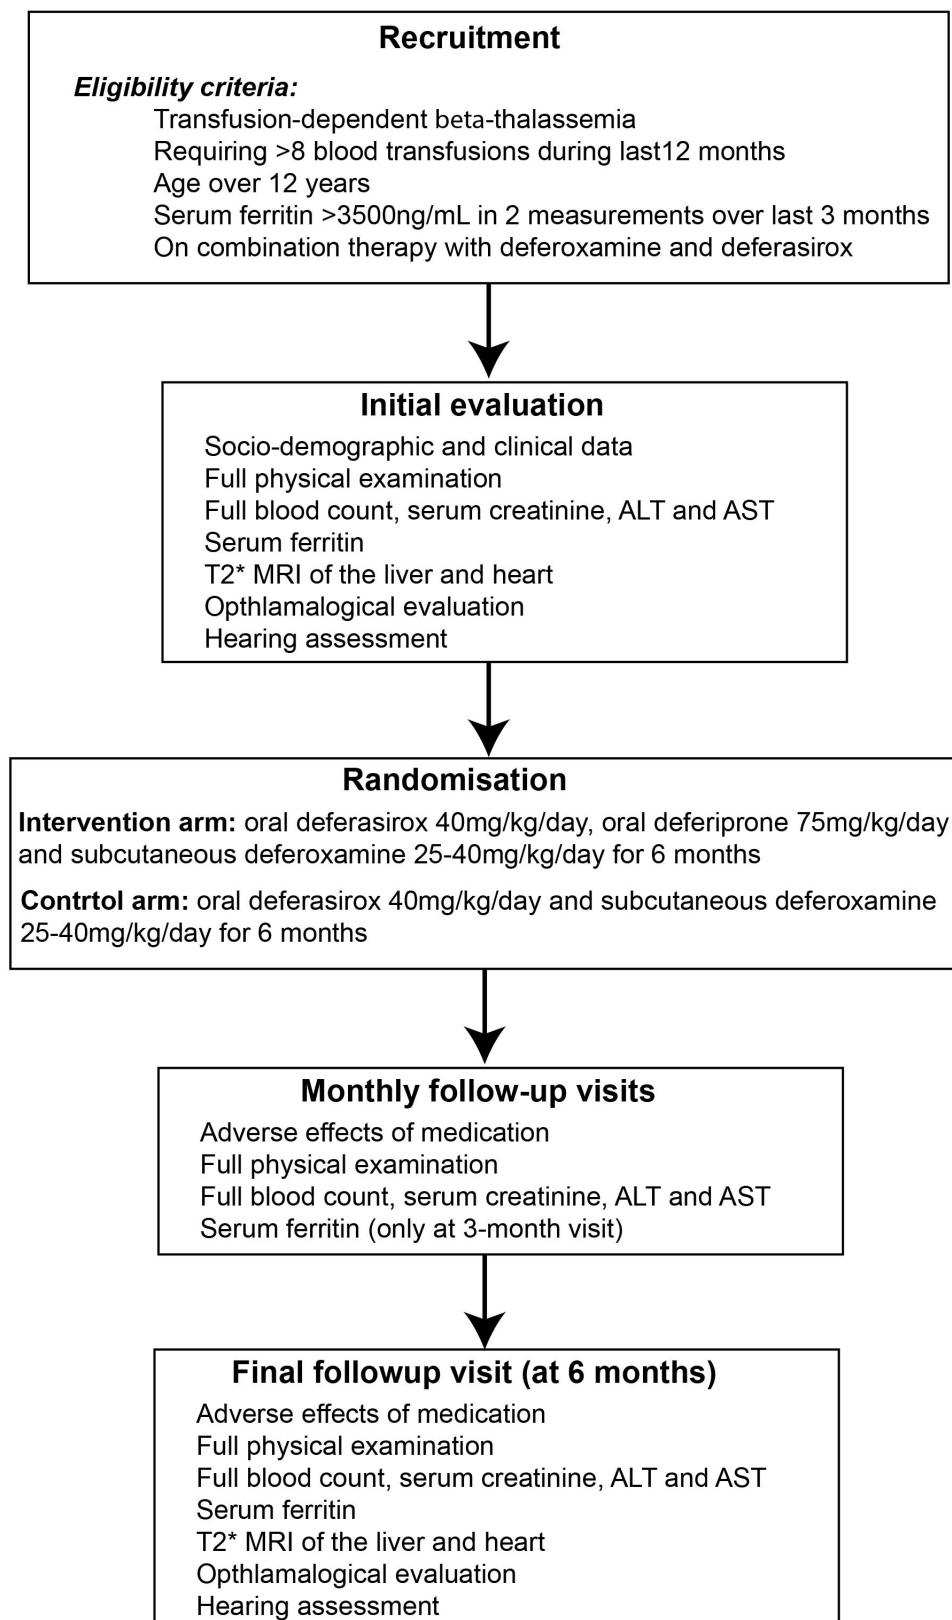 Recruitment
Eligibility criteria:
Transfusion-dependent beta-thalassemia
Requiring >8 blood transfusions during last12 months
Age over 12 years
Serum ferritin >3500ng/mL in 2 measurements over last 3 months
On combination therapy with deferoxamine and deferasirox
Initial evaluation
Socio-demographic and clinical data
Full physical examination
Full blood count, serum creatinine, ALT and AST
Serum ferritin
T2* MRI of the liver and heart
Opthlamalogical evaluation
Hearing assessment
Randomisation
Intervention arm: oral deferasirox 40mg/kg/day, oral deferiprone 75mg/kg/day
and subcutaneous deferoxamine 25-40mg/kg/day for 6 months
Contrtol arm: oral deferasirox 40mg/kg/day and subcutaneous deferoxamine
25-40mg/kg/day for 6 months
Monthly follow-up visits
Adverse effects of medication
Full physical examination
Full blood count, serum creatinine, ALT and AST
Serum ferritin (only at 3-month visit)
Final followup visit (at 6 months)
Adverse effects of medication
Full physical examination
Full blood count, serum creatinine, ALT and AST
Serum ferritin
T2* MRI of the liver and heart
Opthlamalogical evaluation
Hearing assessment